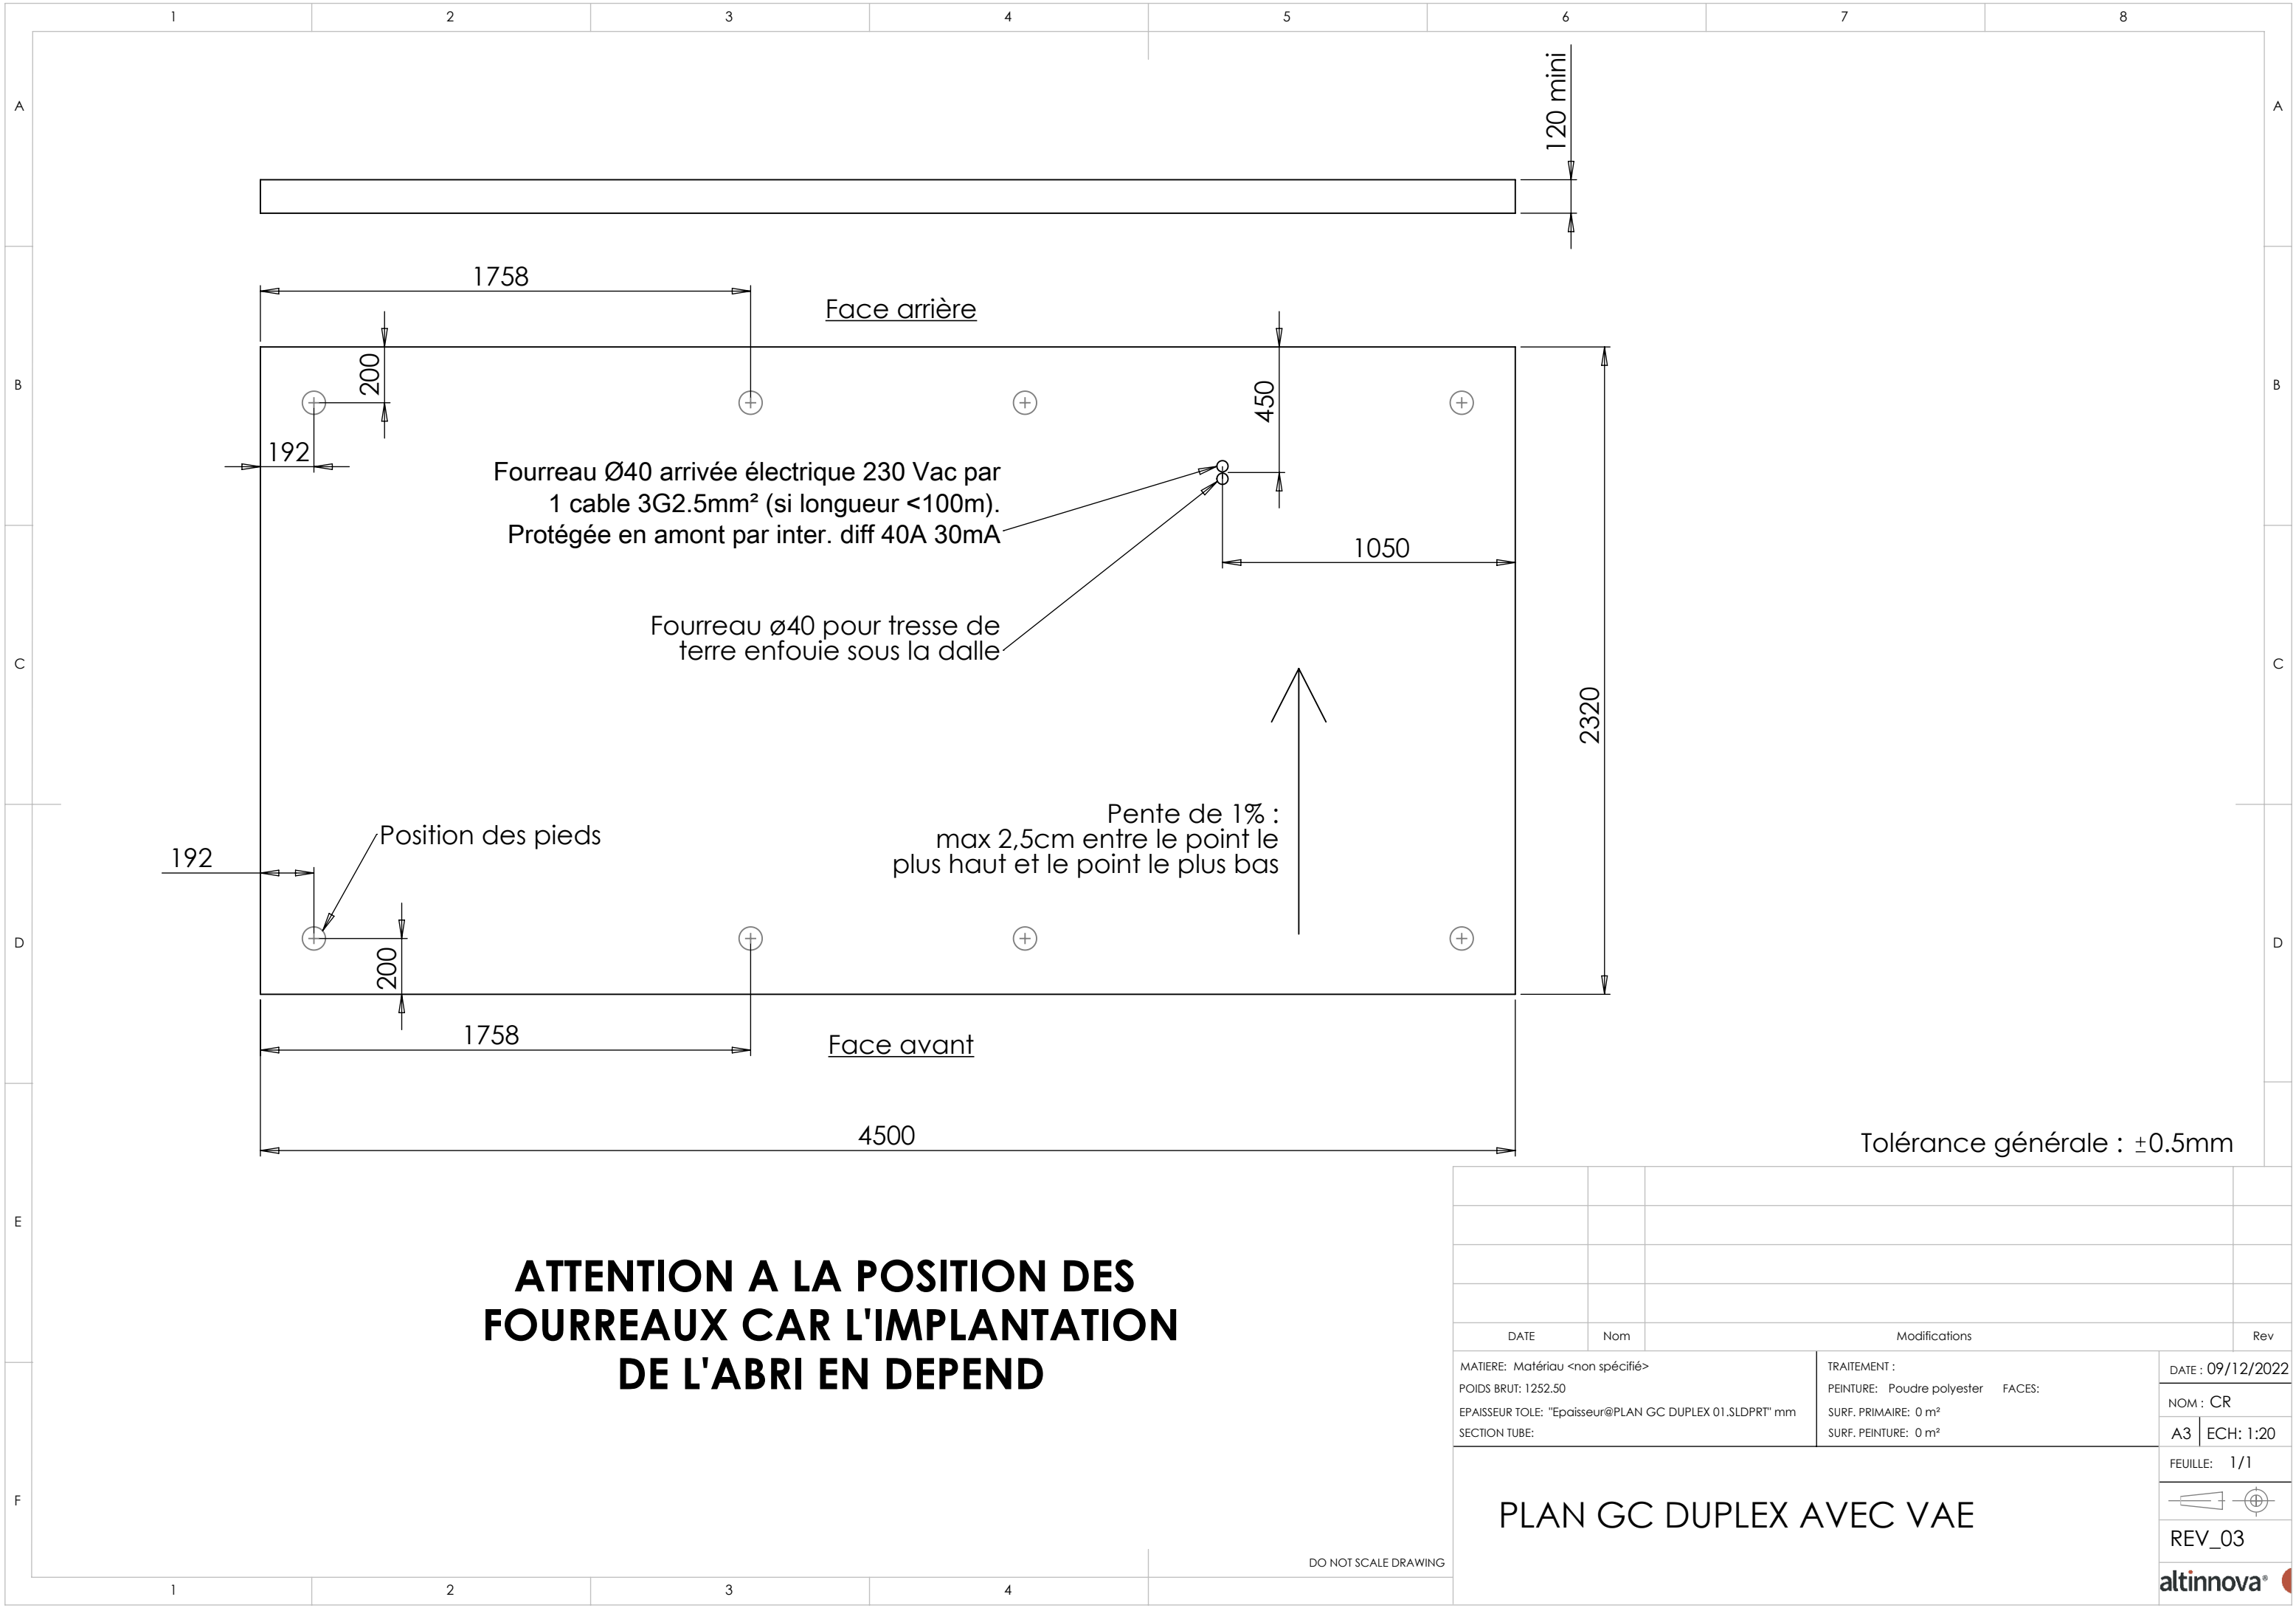 1 2 3 4 5 6 7 8
A A
120 mini
1758
Face arrière
200
450
B B
192
Fourreau Ø40 arrivée électrique 230 Vac par
1 cable 3G2.5mm² (si longueur <100m).
Protégée en amont par inter. diff 40A 30mA
1050
Fourreau ø40 pour tresse de
terre enfouie sous la dalle
C C
2320
Pente de 1% :
max 2,5cm entre le point le
plus haut et le point le plus bas
Position des pieds
192
D D
200
1758
Face avant
4500
Tolérance générale : ±0.5mm
E
ATTENTION A LA POSITION DES
FOURREAUX CAR L'IMPLANTATION
DE L'ABRI EN DEPEND
DATE Nom Modifications Rev
MATIERE: Matériau <non spécifié>
POIDS BRUT: 1252.50
EPAISSEUR TOLE: "Epaisseur@PLAN GC DUPLEX 01.SLDPRT" mm
SECTION TUBE:
TRAITEMENT :
PEINTURE: Poudre polyester FACES:
SURF. PRIMAIRE: 0 m²
SURF. PEINTURE: 0 m²
DATE : 09/12/2022
NOM : CR
A3 ECH: 1:20
FEUILLE: 1/1
F
PLAN GC DUPLEX AVEC VAE
REV_03
DO NOT SCALE DRAWING
altinnova®
1 2 3 4